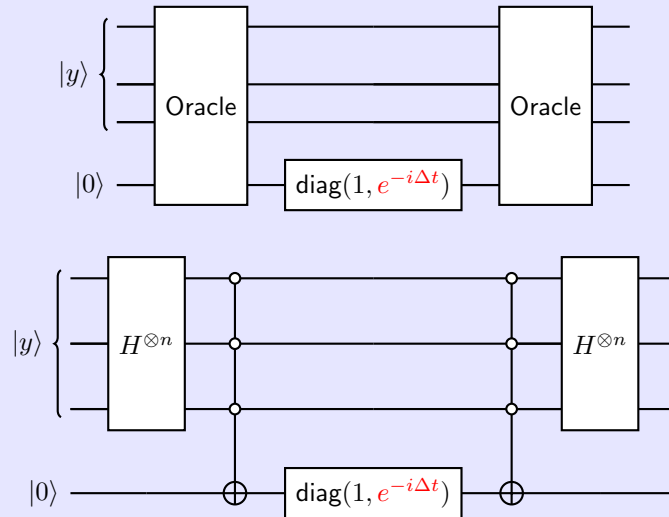 |y⟩ Oracle Oracle
|0⟩ diag(1, e^{-iΔt})
|y⟩ H^{⊗n} H^{⊗n}
|0⟩ diag(1, e^{-iΔt})